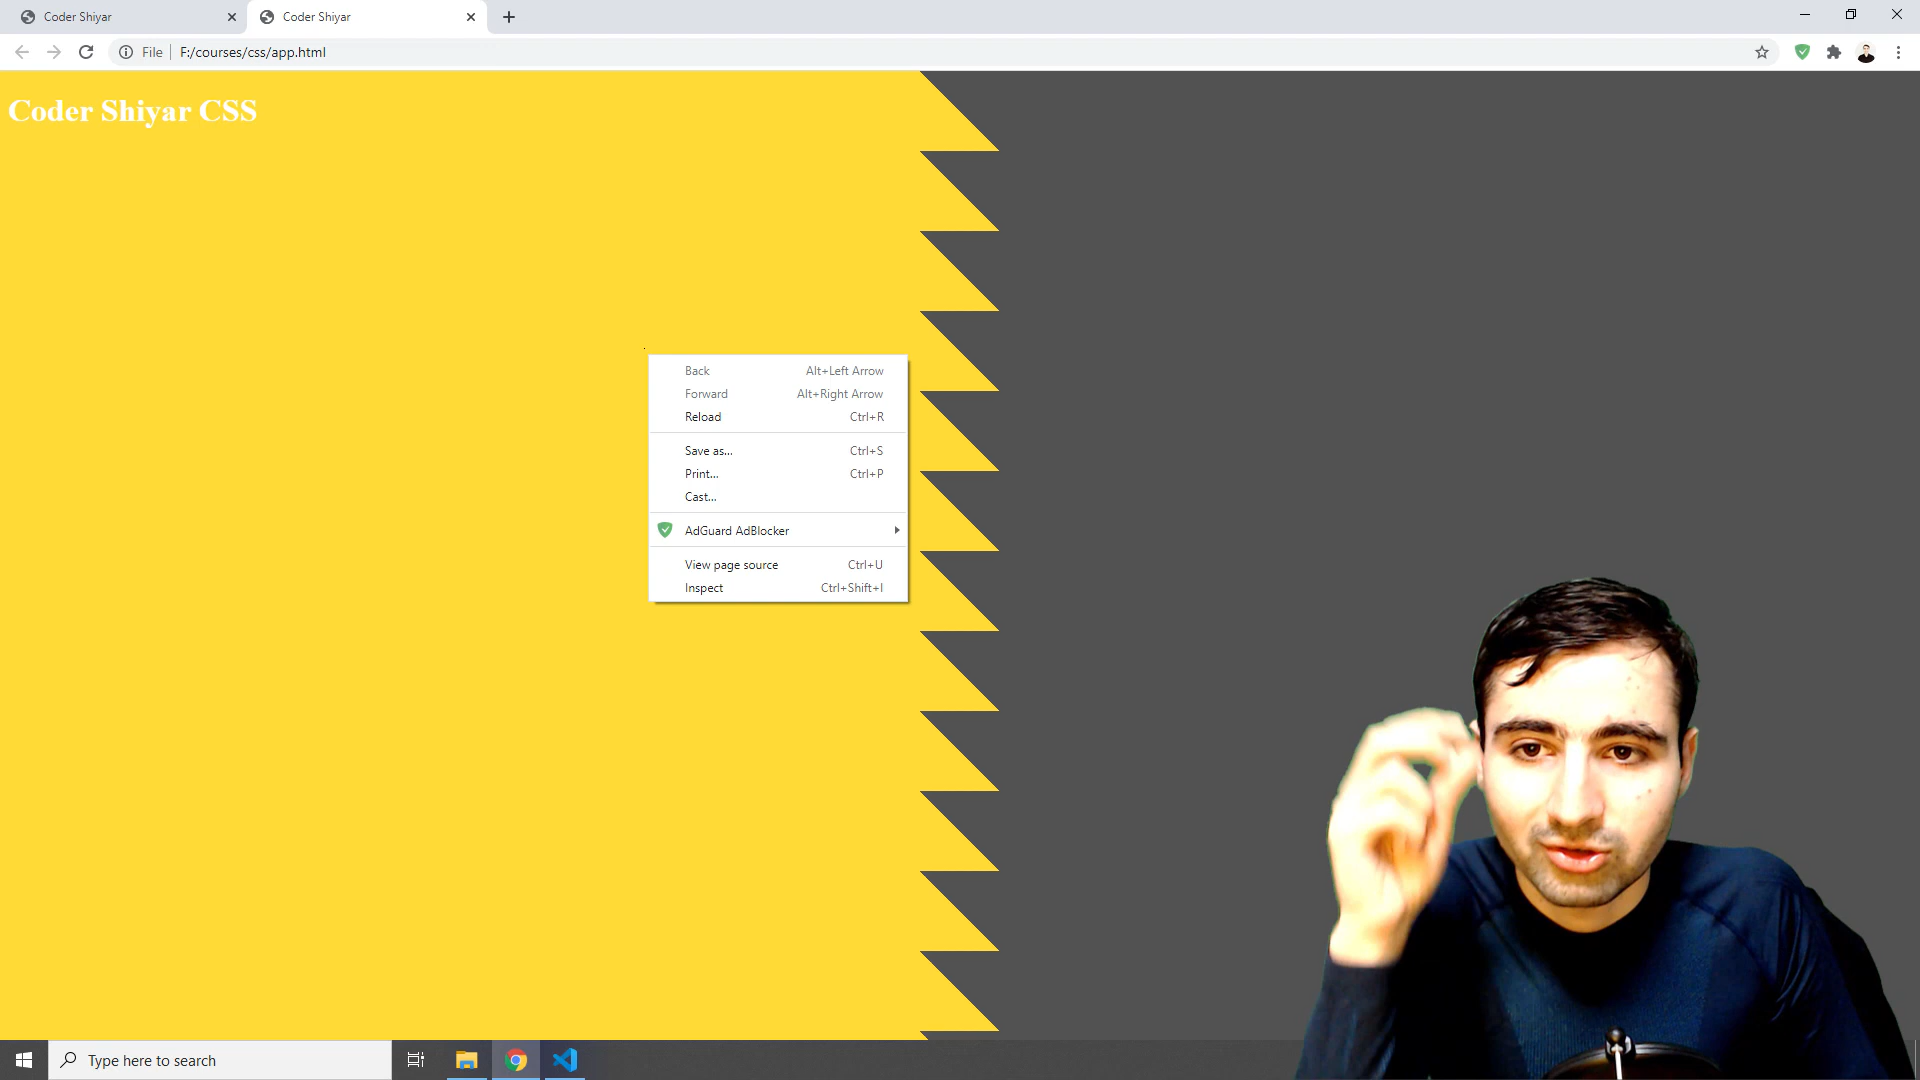 Coder Shiyar
Coder Shiyar
File
F:/courses/css/app.html
Coder Shiyar CSS
Back Alt+Left Arrow
Forward Alt+Right Arrow
Reload Ctrl+R
Save as... Ctrl+S
Print... Ctrl+P
Cast...
AdGuard AdBlocker
View page source Ctrl+U
Inspect Ctrl+Shift+I
Type here to search